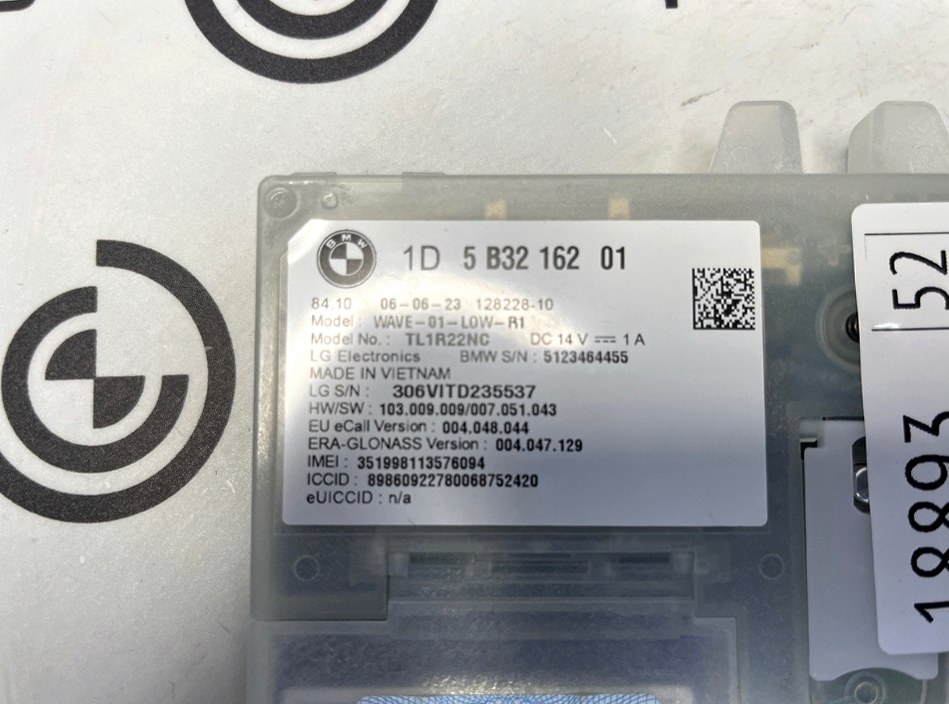 BMW
1D 5 B32 162 01
84.10 06-06-23 128228-10
Model: WAVE-01-LOW-R1
Model No.: TL1R22NC DC 14 V ⎓ 1 A
LG Electronics BMW S/N : 5123464455
MADE IN VIETNAM
LG S/N : 306VITD235537
HW/SW : 103.009.009/007.051.043
EU eCall Version : 004.048.044
ERA-GLONASS Version : 004.047.129
IMEI : 351998113576094
ICCID : 89860922780068752420
eUICCID : n/a
52
18893